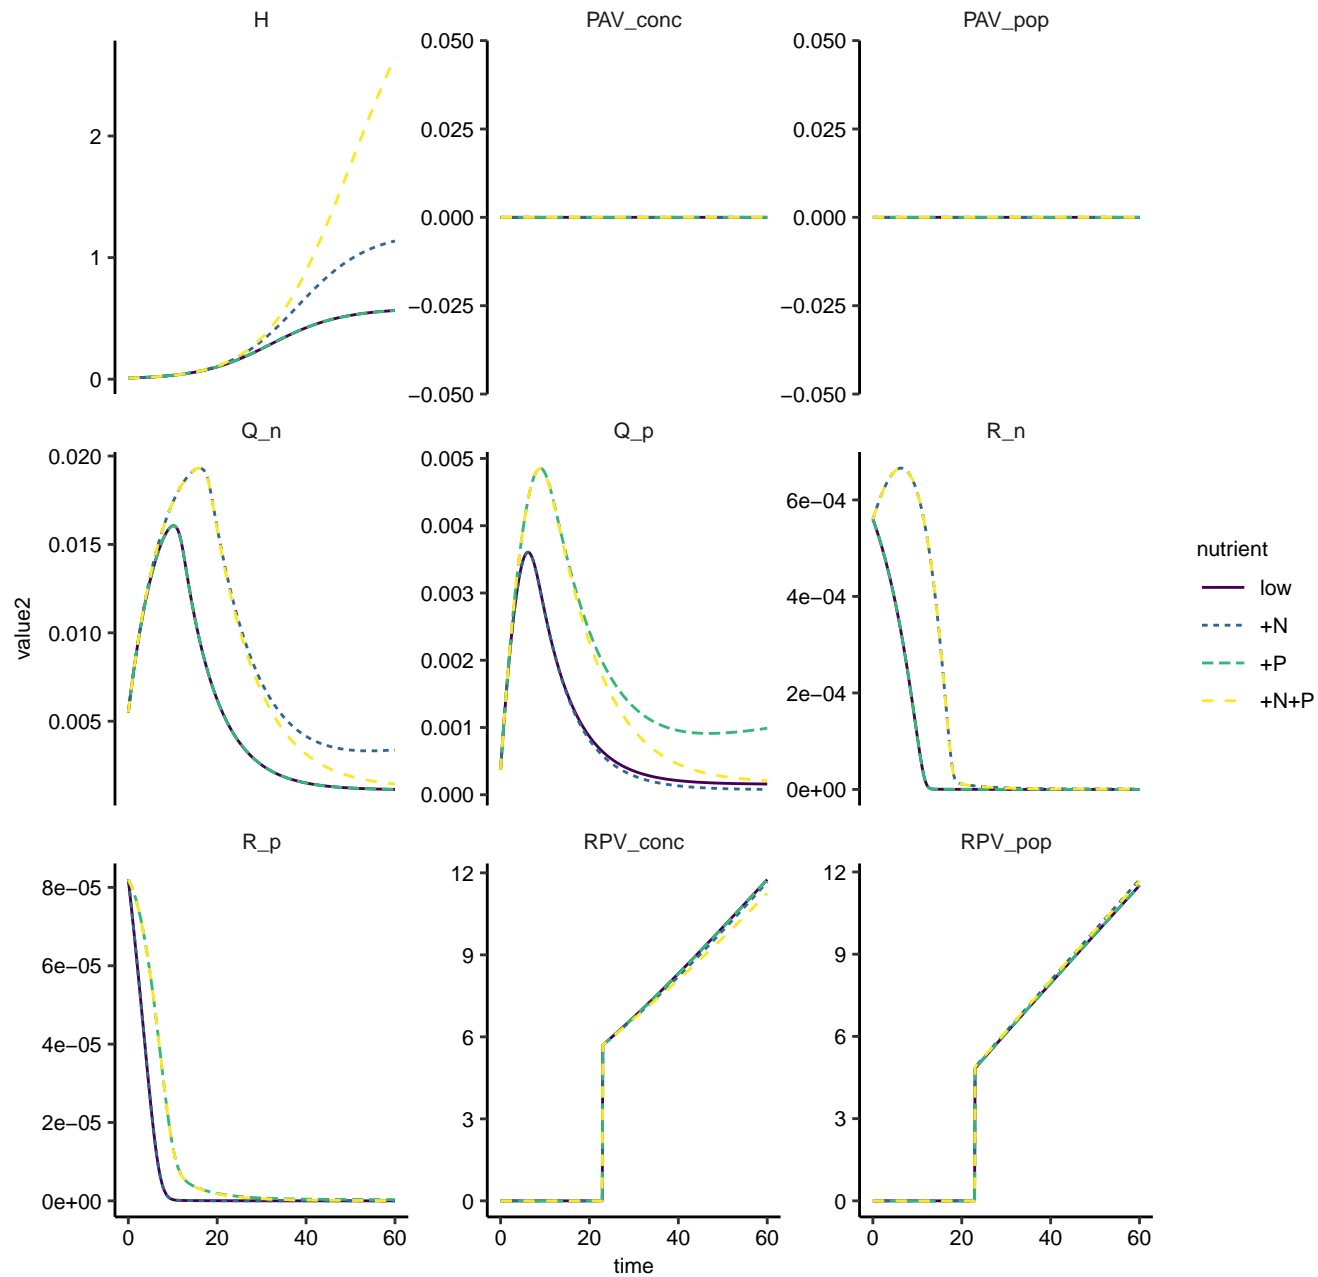 H PAV_conc PAV_pop
2
1
0
0.050
0.025
0.000
−0.025
−0.050
0.050
0.025
0.000
−0.025
−0.050
Q_n Q_p R_n
0.020
0.015
0.010
0.005
0.005
0.004
0.003
0.002
0.001
0.000
6e−04
4e−04
2e−04
0e+00
R_p RPV_conc RPV_pop
8e−05
6e−05
4e−05
2e−05
0e+00
12
9
6
3
0
12
9
6
3
0
0 20 40 60 0 20 40 60 0 20 40 60
time
value2
nutrient
low
+N
+P
+N+P